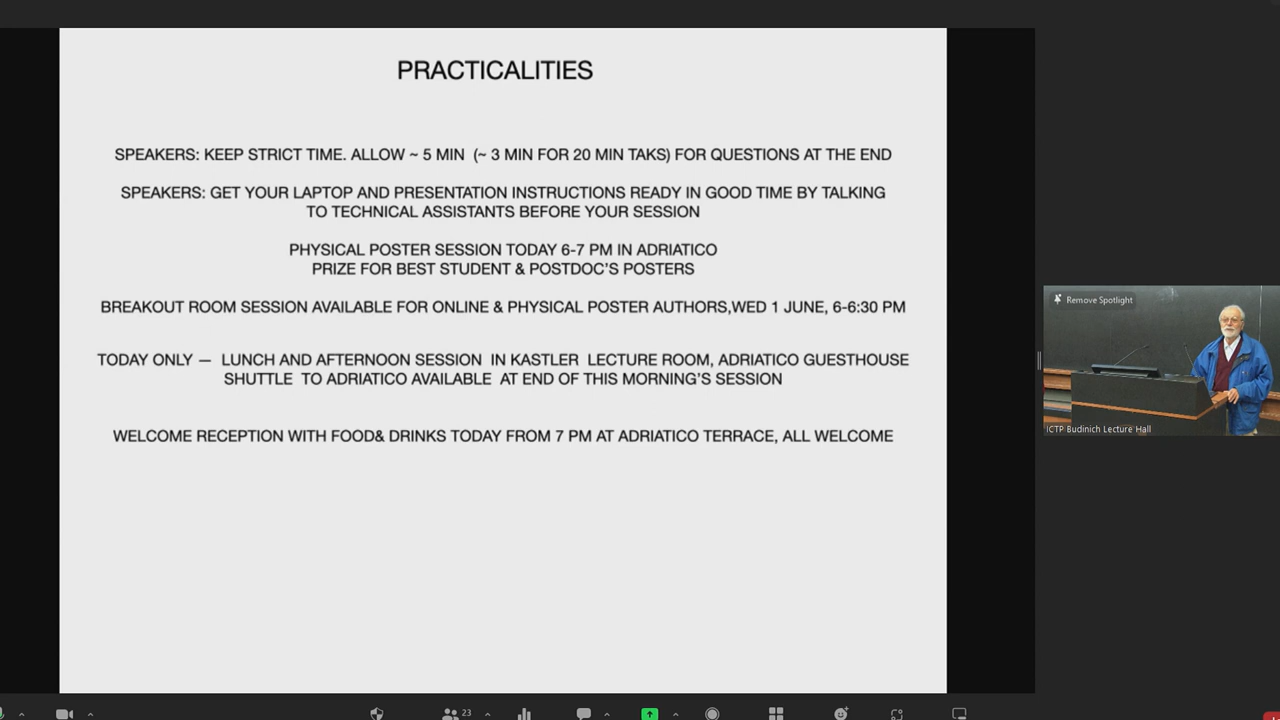 PRACTICALITIES
SPEAKERS: KEEP STRICT TIME. ALLOW ~ 5 MIN (~ 3 MIN FOR 20 MIN TAKS) FOR QUESTIONS AT THE END
SPEAKERS: GET YOUR LAPTOP AND PRESENTATION INSTRUCTIONS READY IN GOOD TIME BY TALKING
TO TECHNICAL ASSISTANTS BEFORE YOUR SESSION
PHYSICAL POSTER SESSION TODAY 6-7 PM IN ADRIATICO
PRIZE FOR BEST STUDENT & POSTDOC'S POSTERS
BREAKOUT ROOM SESSION AVAILABLE FOR ONLINE & PHYSICAL POSTER AUTHORS,WED 1 JUNE, 6-6:30 PM
TODAY ONLY — LUNCH AND AFTERNOON SESSION IN KASTLER LECTURE ROOM, ADRIATICO GUESTHOUSE
SHUTTLE TO ADRIATICO AVAILABLE AT END OF THIS MORNING'S SESSION
WELCOME RECEPTION WITH FOOD& DRINKS TODAY FROM 7 PM AT ADRIATICO TERRACE, ALL WELCOME
Remove Spotlight
ICTP Budinich Lecture Hall
23